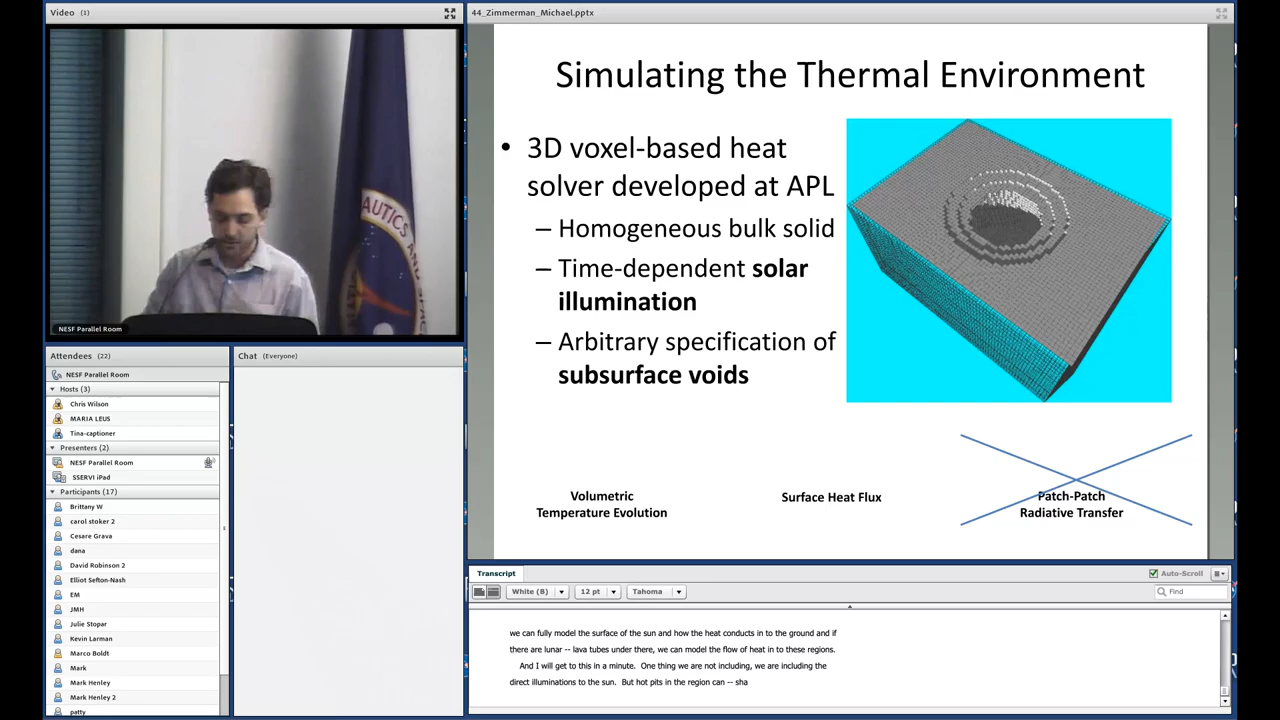 Video (1)
AUTICS AND SPACE
NESF Parallel Room
Attendees (22)
NESF Parallel Room
Hosts (3)
Chris Wilson
MARIA LEUS
Tina-captioner
Presenters (2)
NESF Parallel Room
SSERVI iPad
Participants (17)
Brittany W
carol stoker 2
Cesare Grava
dana
David Robinson 2
Elliot Sefton-Nash
EM
JMH
Julie Stopar
Kevin Larman
Marco Boldt
Mark
Mark Henley
Mark Henley 2
patty
Chat (Everyone)
44_Zimmerman_Michael.pptx
Simulating the Thermal Environment
• 3D voxel-based heat
solver developed at APL
– Homogeneous bulk solid
– Time-dependent solar
illumination
– Arbitrary specification of
subsurface voids
Volumetric
Temperature Evolution
Surface Heat Flux
Patch-Patch
Radiative Transfer
Transcript
Auto-Scroll
White (B)
12 pt
Tahoma
Find
we can fully model the surface of the sun and how the heat conducts in to the ground and if
there are lunar -- lava tubes under there, we can model the flow of heat in to these regions.
And I will get to this in a minute. One thing we are not including, we are including the
direct illuminations to the sun. But hot pits in the region can -- sha